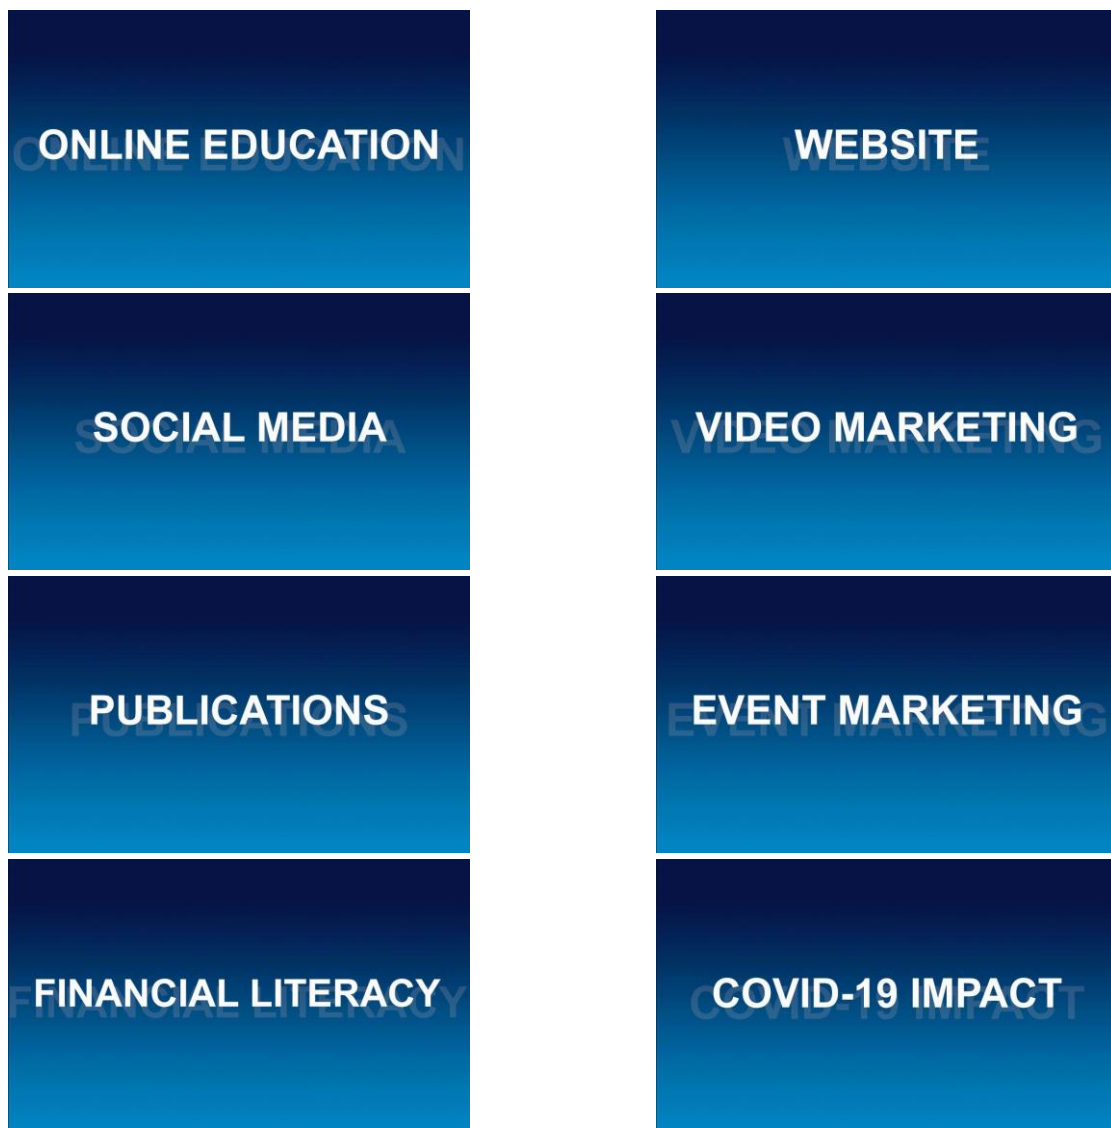 ONLINE EDUCATION
WEBSITE
SOCIAL MEDIA
VIDEO MARKETING
PUBLICATIONS
EVENT MARKETING
FINANCIAL LITERACY
COVID-19 IMPACT